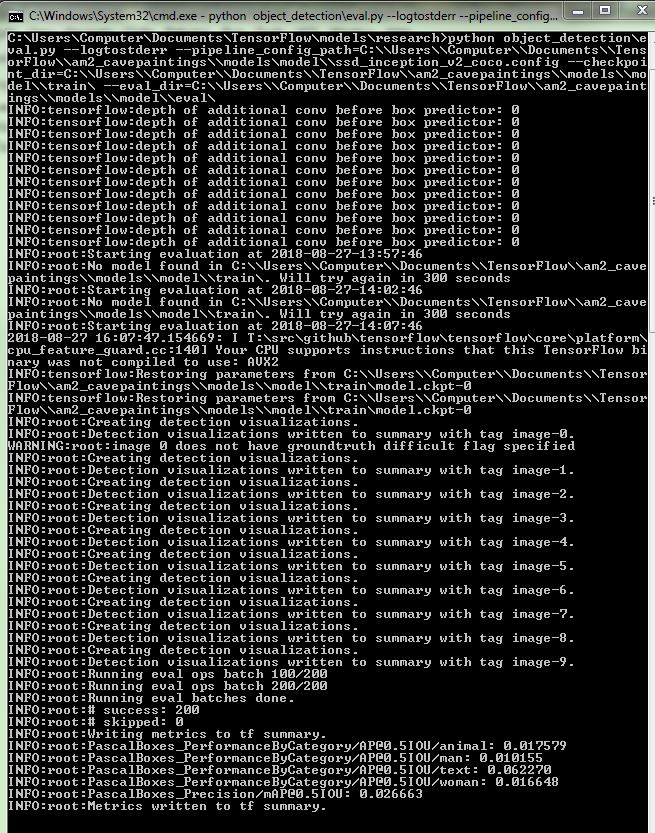 C:\Windows\System32\cmd.exe - python object_detection\eval.py --logtostderr --pipeline_config...
C:\Users\Computer\Documents\TensorFlow\models\research>python object_detection\e
val.py --logtostderr --pipeline_config_path=C:\\Users\\Computer\\Documents\\Tens
orFlow\\am2_cavepaintings\\models\model\\ssd_inception_v2_coco.config --checkpoi
nt_dir=C:\\Users\\Computer\\Documents\\TensorFlow\\am2_cavepaintings\\models\\mo
del\\train\ --eval_dir=C:\\Users\\Computer\\Documents\\TensorFlow\\am2_cavepaint
ings\\models\\model\\eval\
INFO:tensorflow:depth of additional conv before box predictor: 0
INFO:tensorflow:depth of additional conv before box predictor: 0
INFO:tensorflow:depth of additional conv before box predictor: 0
INFO:tensorflow:depth of additional conv before box predictor: 0
INFO:tensorflow:depth of additional conv before box predictor: 0
INFO:tensorflow:depth of additional conv before box predictor: 0
INFO:tensorflow:depth of additional conv before box predictor: 0
INFO:tensorflow:depth of additional conv before box predictor: 0
INFO:tensorflow:depth of additional conv before box predictor: 0
INFO:tensorflow:depth of additional conv before box predictor: 0
INFO:tensorflow:depth of additional conv before box predictor: 0
INFO:tensorflow:depth of additional conv before box predictor: 0
INFO:root:Starting evaluation at 2018-08-27-13:57:46
INFO:root:No model found in C:\\Users\\Computer\\Documents\\TensorFlow\\am2_cave
paintings\\models\\model\\train\. Will try again in 300 seconds
INFO:root:Starting evaluation at 2018-08-27-14:02:46
INFO:root:No model found in C:\\Users\\Computer\\Documents\\TensorFlow\\am2_cave
paintings\\models\\model\\train\. Will try again in 300 seconds
INFO:root:Starting evaluation at 2018-08-27-14:07:46
2018-08-27 16:07:47.154669: I T:\src\github\tensorflow\tensorflow\core\platform\
cpu_feature_guard.cc:140] Your CPU supports instructions that this TensorFlow bi
nary was not compiled to use: AVX2
INFO:tensorflow:Restoring parameters from C:\\Users\\Computer\\Documents\\Tensor
Flow\\am2_cavepaintings\\models\\model\\train\model.ckpt-0
INFO:tensorflow:Restoring parameters from C:\\Users\\Computer\\Documents\\Tensor
Flow\\am2_cavepaintings\\models\\model\\train\model.ckpt-0
INFO:root:Creating detection visualizations.
INFO:root:Detection visualizations written to summary with tag image-0.
WARNING:root:image 0 does not have groundtruth difficult flag specified
INFO:root:Creating detection visualizations.
INFO:root:Detection visualizations written to summary with tag image-1.
INFO:root:Creating detection visualizations.
INFO:root:Detection visualizations written to summary with tag image-2.
INFO:root:Creating detection visualizations.
INFO:root:Detection visualizations written to summary with tag image-3.
INFO:root:Creating detection visualizations.
INFO:root:Detection visualizations written to summary with tag image-4.
INFO:root:Creating detection visualizations.
INFO:root:Detection visualizations written to summary with tag image-5.
INFO:root:Creating detection visualizations.
INFO:root:Detection visualizations written to summary with tag image-6.
INFO:root:Creating detection visualizations.
INFO:root:Detection visualizations written to summary with tag image-7.
INFO:root:Creating detection visualizations.
INFO:root:Detection visualizations written to summary with tag image-8.
INFO:root:Creating detection visualizations.
INFO:root:Detection visualizations written to summary with tag image-9.
INFO:root:Running eval ops batch 100/200
INFO:root:Running eval ops batch 200/200
INFO:root:Running eval batches done.
INFO:root:# success: 200
INFO:root:# skipped: 0
INFO:root:Writing metrics to tf summary.
INFO:root:PascalBoxes_PerformanceByCategory/AP@0.5IOU/animal: 0.017579
INFO:root:PascalBoxes_PerformanceByCategory/AP@0.5IOU/man: 0.010155
INFO:root:PascalBoxes_PerformanceByCategory/AP@0.5IOU/text: 0.062270
INFO:root:PascalBoxes_PerformanceByCategory/AP@0.5IOU/woman: 0.016648
INFO:root:PascalBoxes_Precision/mAP@0.5IOU: 0.026663
INFO:root:Metrics written to tf summary.